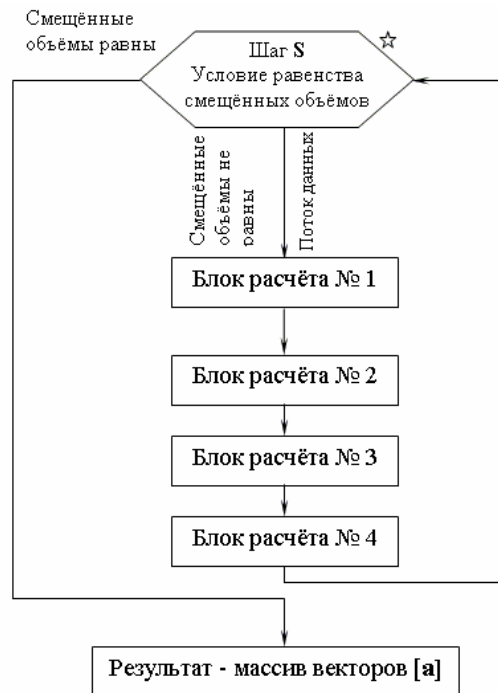 Смещённые
объёмы равны
Шаг S
Условие равенства
смещённых объёмов
Смещённые
объёмы не
равны
Поток данных
Блок расчёта № 1
Блок расчёта № 2
Блок расчёта № 3
Блок расчёта № 4
Результат - массив векторов [a]